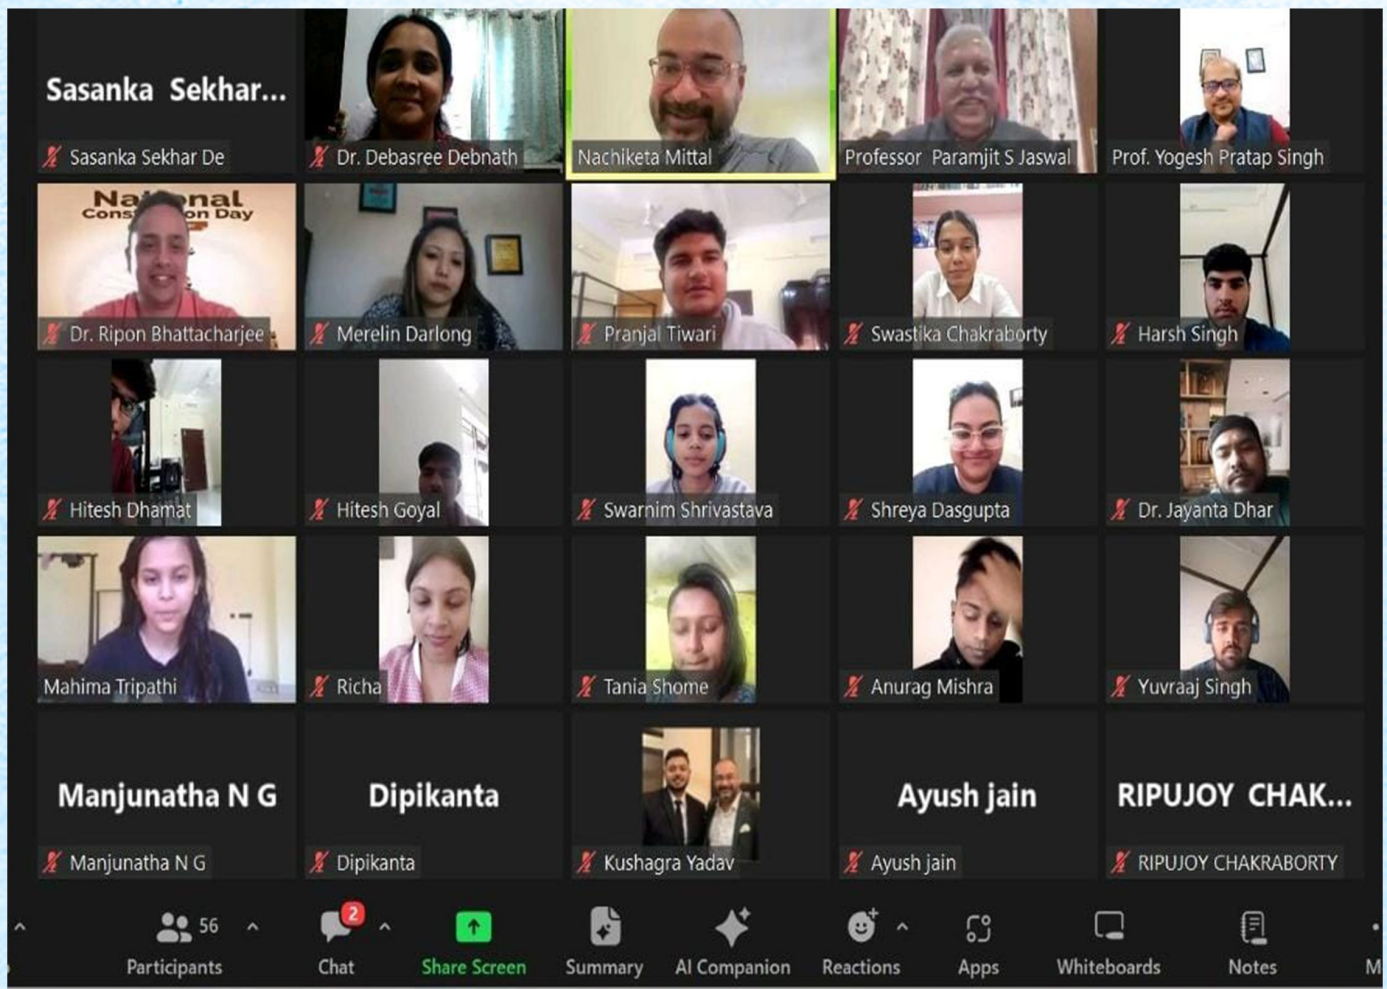 Sasanka Sekhar...
Sasanka Sekhar De
Dr. Debasree Debnath
Nachiketa Mittal
Professor Paramjit S Jaswal
Prof. Yogesh Pratap Singh
National
Day
Dr. Ripon Bhattacharjee
Merelin Darlong
Pranjal Tiwari
Swastika Chakraborty
Harsh Singh
Hitesh Dhamat
Hitesh Goyal
Swarnim Shrivastava
Shreya Dasgupta
Dr. Jayanta Dhar
Mahima Tripathi
Richa
Tania Shome
Anurag Mishra
Yuvraaj Singh
Manjunatha N G
Dipikanta
Ayush jain
RIPUJOY CHAK...
Manjunatha N G
Dipikanta
Kushagra Yadav
Ayush jain
RIPUJOY CHAKRABORTY
56
2
Participants
Chat
Share Screen
Summary
AI Companion
Reactions
Apps
Whiteboards
Notes
M